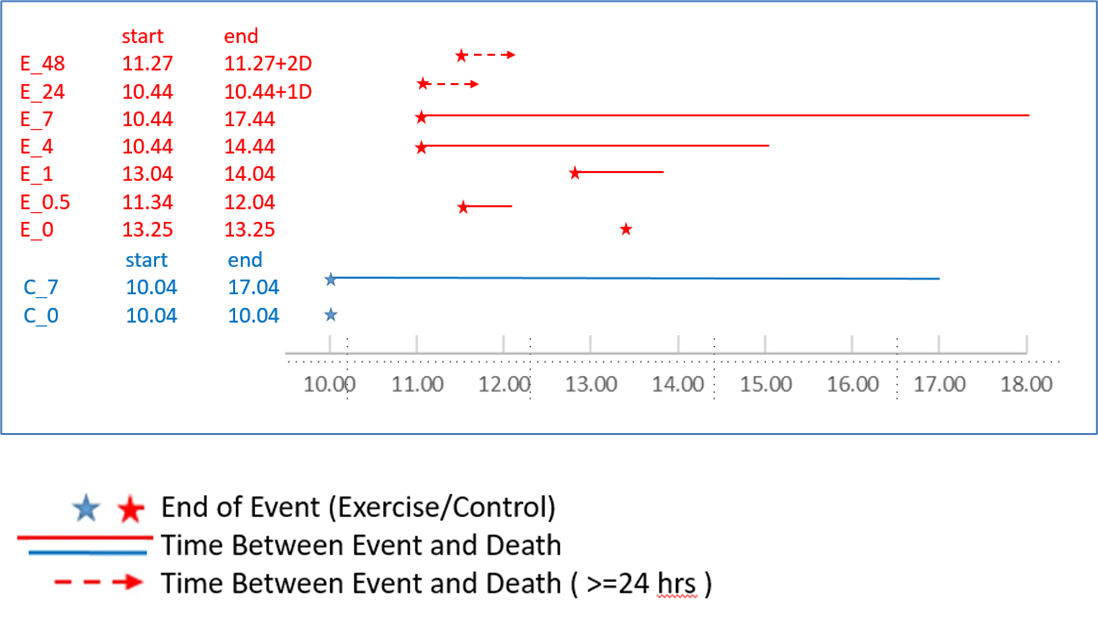 start end
E_48 11.27 11.27+2D
E_24 10.44 10.44+1D
E_7 10.44 17.44
E_4 10.44 14.44
E_1 13.04 14.04
E_0.5 11.34 12.04
E_0 13.25 13.25
start end
C_7 10.04 17.04
C_0 10.04 10.04
10.00 11.00 12.00 13.00 14.00 15.00 16.00 17.00 18.00
End of Event (Exercise/Control)
Time Between Event and Death
Time Between Event and Death ( >=24 hrs )